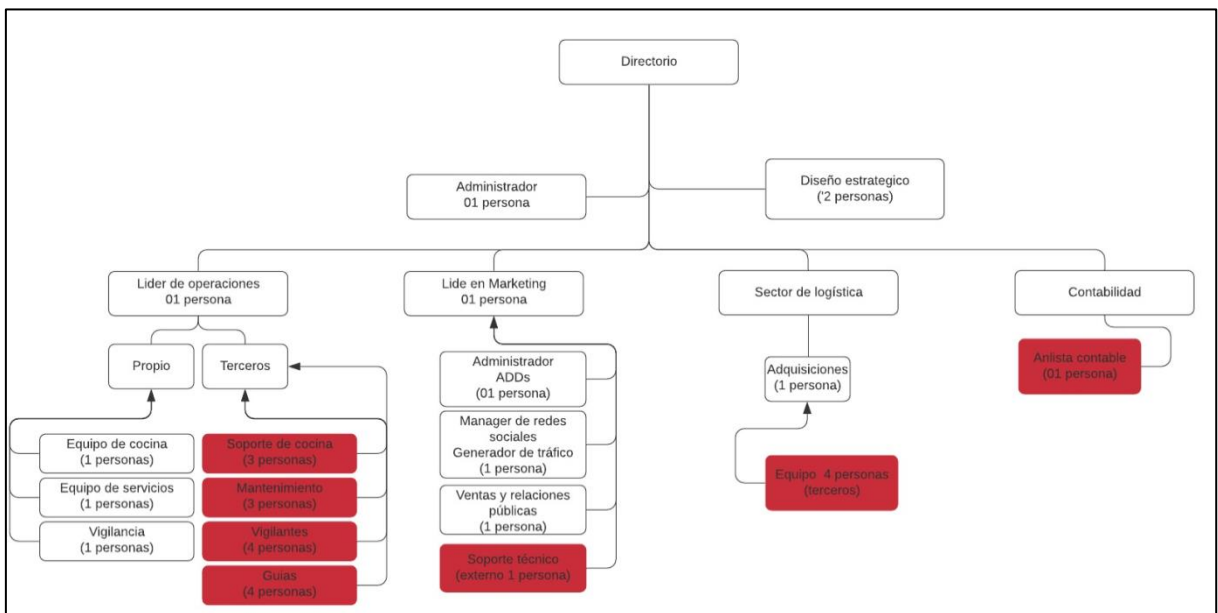 Directorio
Administrador
01 persona
Diseño estrategico
('2 personas)
Lider de operaciones
01 persona
Lide en Marketing
01 persona
Sector de logística
Contabilidad
Propio
Terceros
Equipo de cocina
(1 personas)
Equipo de servicios
(1 personas)
Vigilancia
(1 personas)
Soporte de cocina
(3 personas)
Mantenimiento
(3 personas)
Vigilantes
(4 personas)
Guias
(4 personas)
Administrador
ADDs
(01 persona)
Manager de redes
sociales
Generador de tráfico
(1 persona)
Ventas y relaciones
públicas
(1 persona)
Soporte técnico
(externo 1 persona)
Adquisiciones
(1 persona)
Equipo 4 personas
(terceros)
Anlista contable
(01 persona)